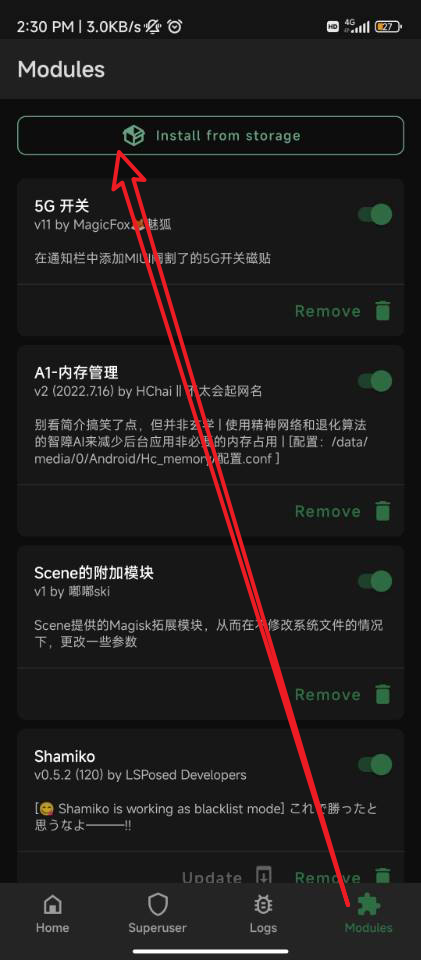 2:30 PM | 3.0KB/s
HD 4G 27
Modules
Install from storage
5G 开关
v11 by MagicFox 魅狐
在通知栏中添加MIUI阉割了的5G开关磁贴
Remove
A1-内存管理
v2 (2022.7.16) by HChai || 不太会起网名
别看简介搞笑了点，但并非玄学 | 使用精神网络和退化算法
的智障AI来减少后台应用非必要的内存占用 | [配置：/data/
media/0/Android/Hc_memory/配置.conf ]
Remove
Scene的附加模块
v1 by 嘟嘟ski
Scene提供的Magisk拓展模块，从而在不修改系统文件的情况
下，更改一些参数
Remove
Shamiko
v0.5.2 (120) by LSPosed Developers
[😋 Shamiko is working as blacklist mode] これで勝ったと
思うなよ———!!
Update Remove
Home Superuser Logs Modules